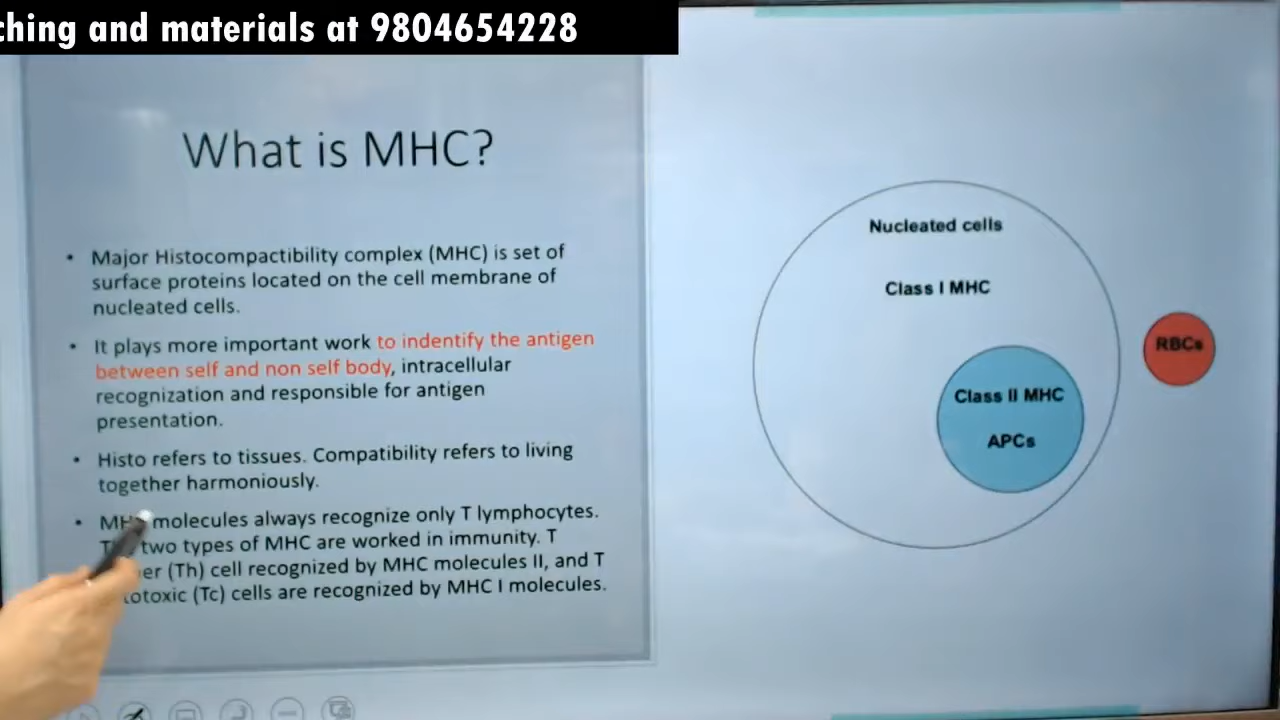 ching and materials at 9804654228
What is MHC?
• Major Histocompactibility complex (MHC) is set of
surface proteins located on the cell membrane of
nucleated cells.
• It plays more important work to indentify the antigen
between self and non self body, intracellular
recognization and responsible for antigen
presentation.
• Histo refers to tissues. Compatibility refers to living
together harmoniously.
• molecules always recognize only T lymphocytes.
two types of MHC are worked in immunity. T
er (Th) cell recognized by MHC molecules II, and T
otoxic (Tc) cells are recognized by MHC I molecules.
Nucleated cells
Class I MHC
Class II MHC
APCs
RBCs